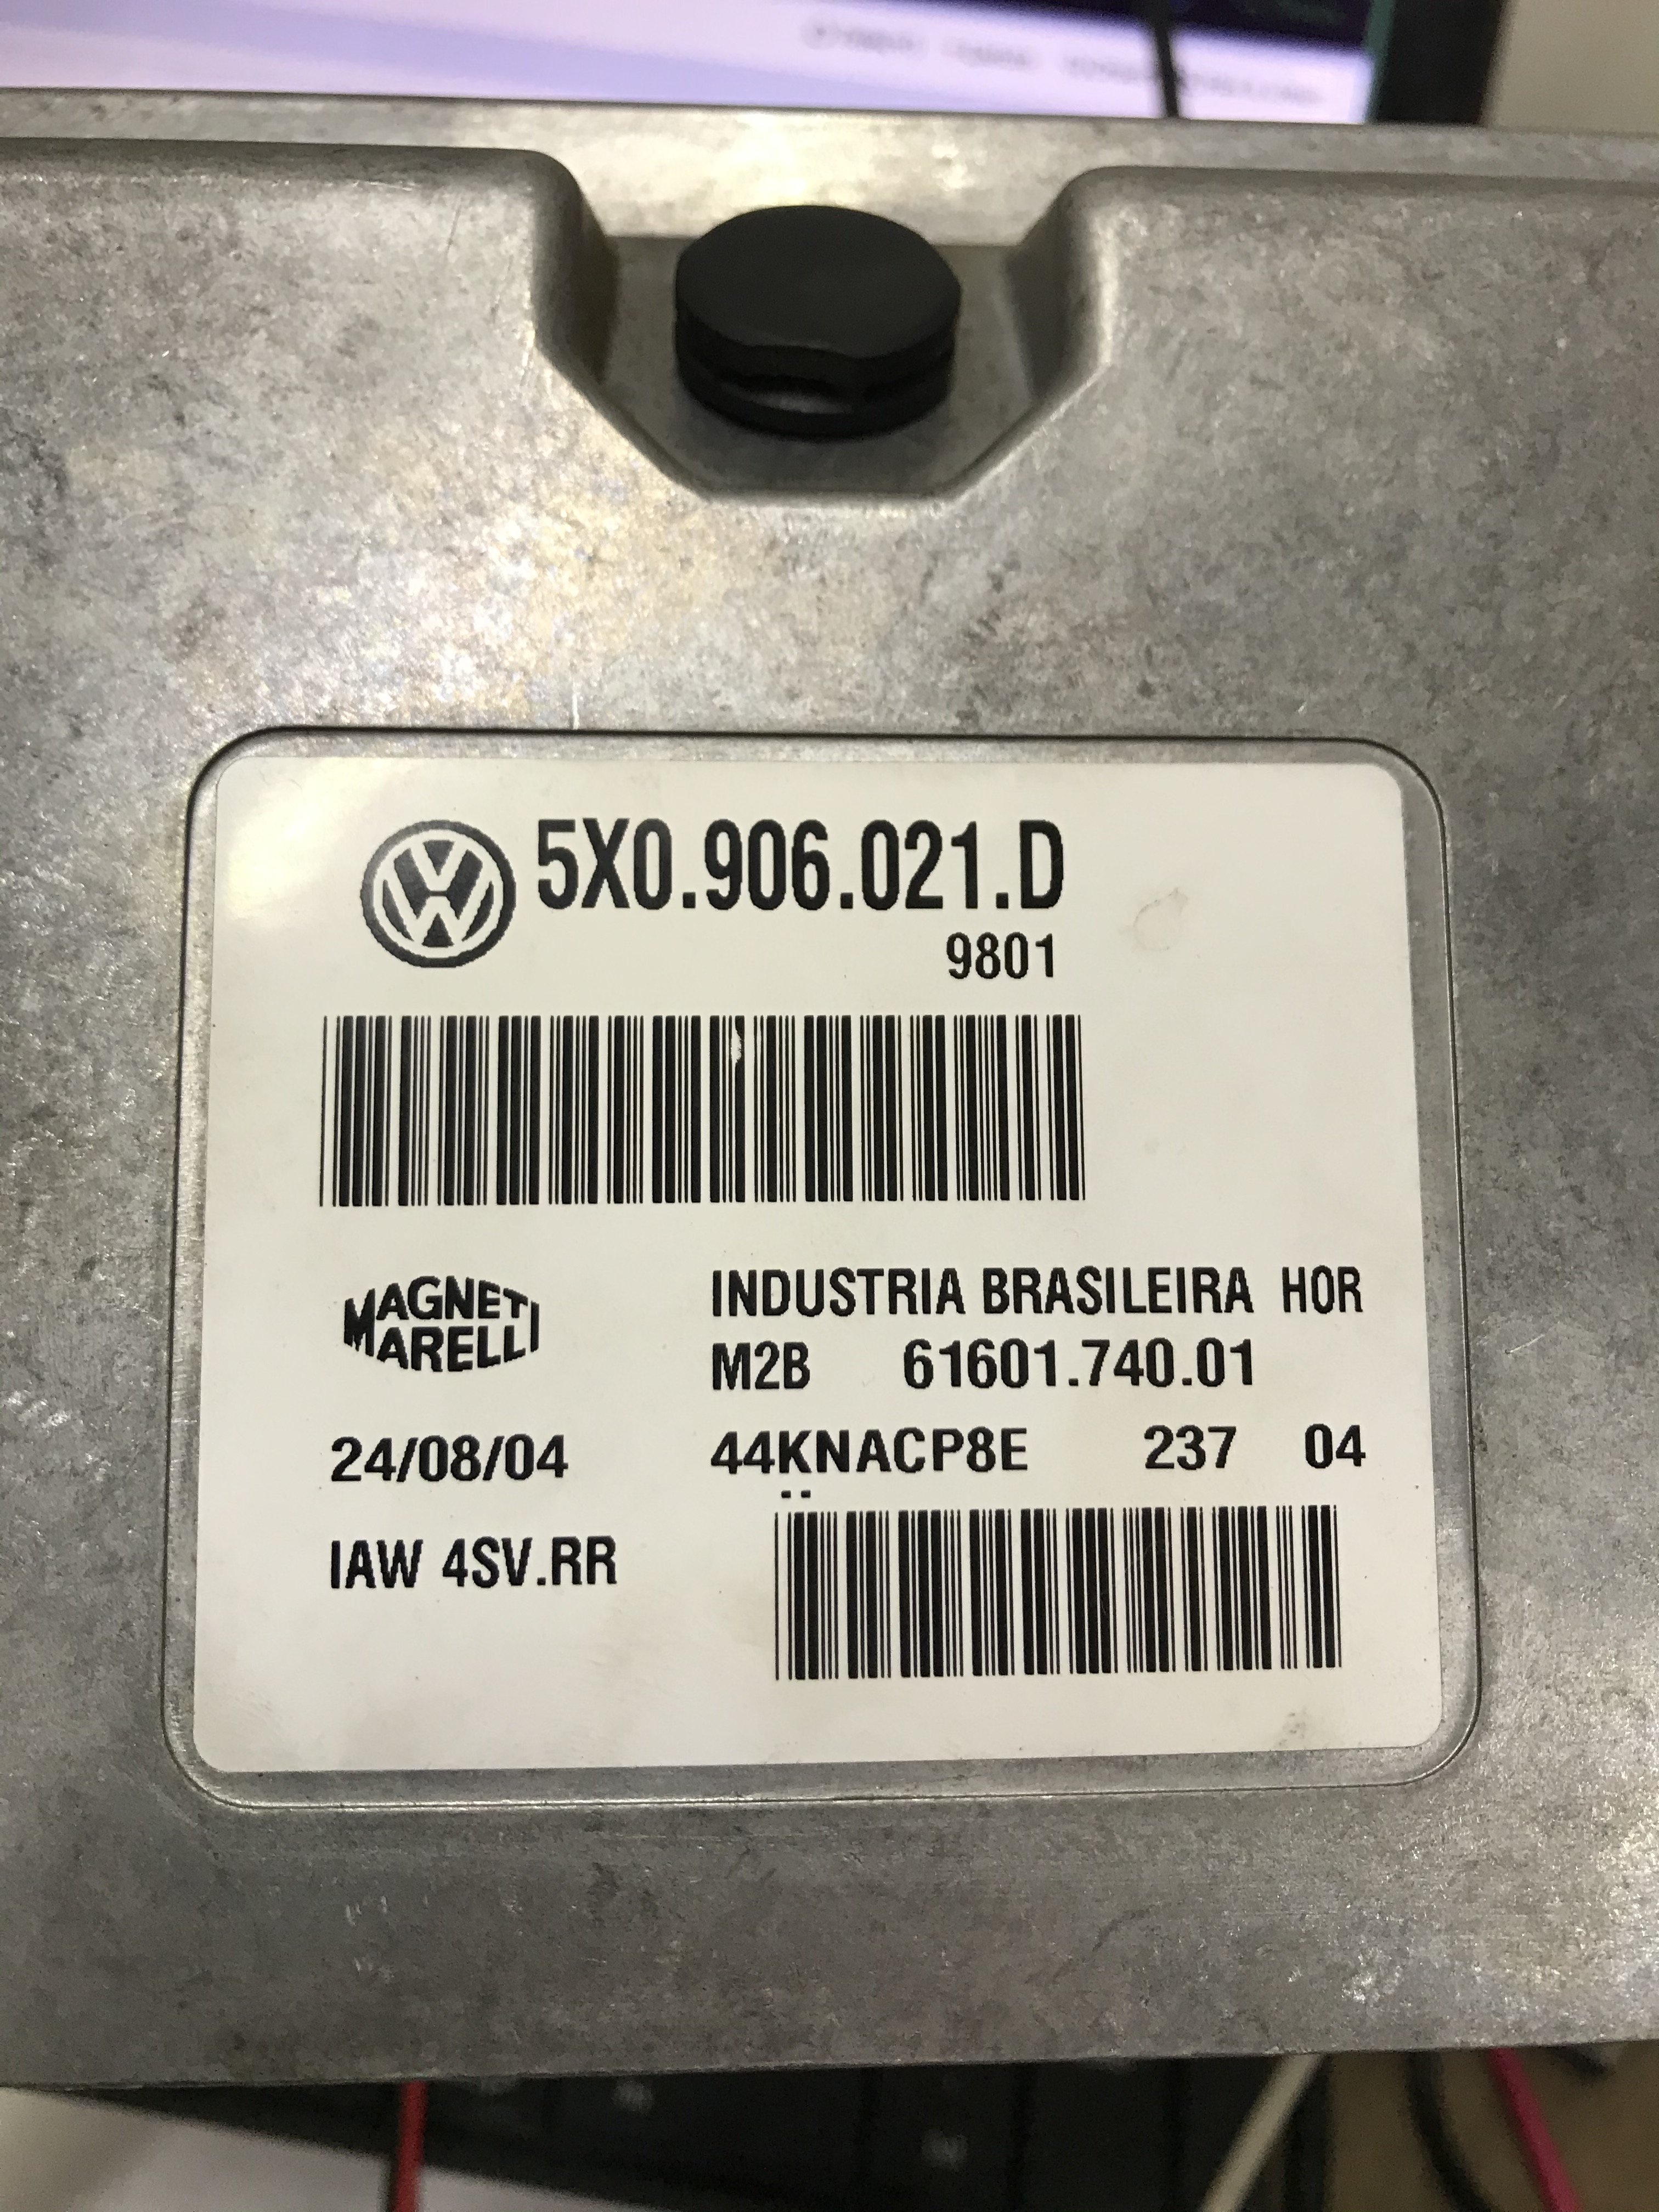 5X0.906.021.D
9801
MAGNETI
MARELLI
INDUSTRIA BRASILEIRA HOR
M2B 61601.740.01
24/08/04 44KNACP8E 237 04
IAW 4SV.RR